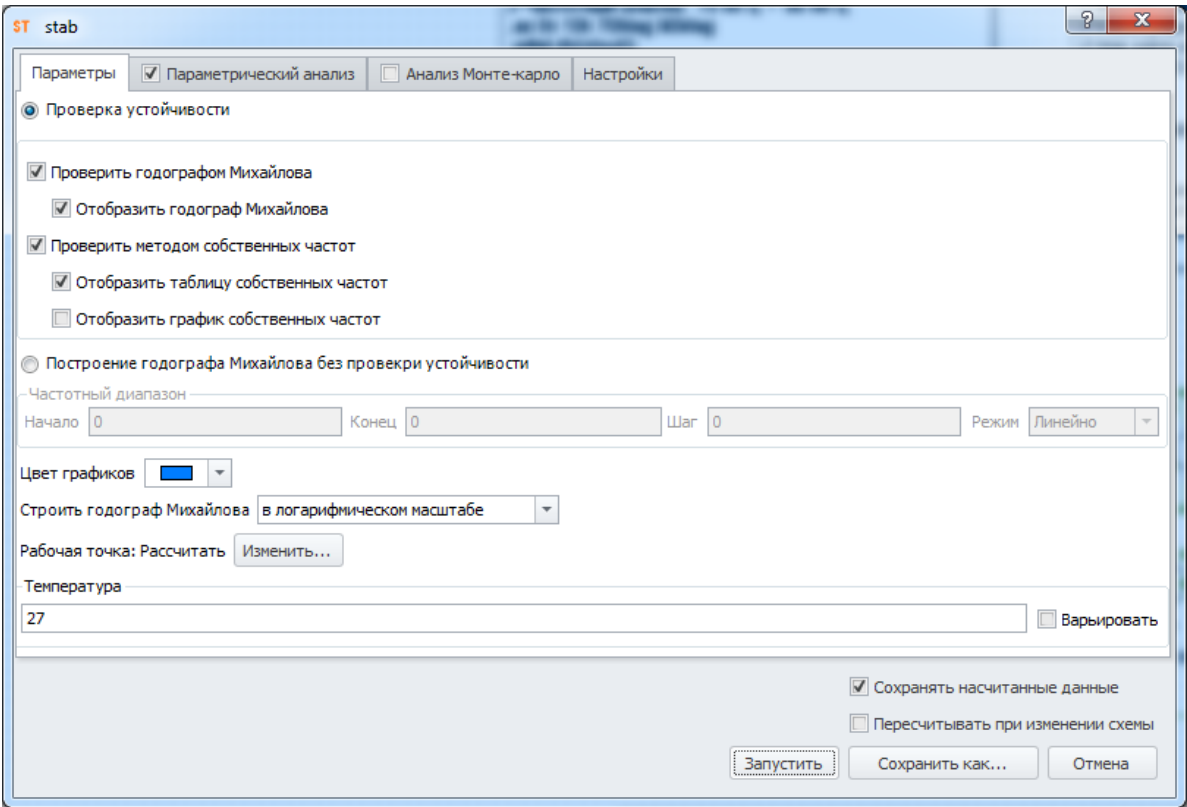 ST stab
?
X
Параметры Параметрический анализ Анализ Монте-карло Настройки
Проверка устойчивости
Проверить годографом Михайлова
Отобразить годограф Михайлова
Проверить методом собственных частот
Отобразить таблицу собственных частот
Отобразить график собственных частот
Построение годографа Михайлова без провекри устойчивости
Частотный диапазон
Начало 0 Конец 0 Шаг 0 Режим Линейно
Цвет графиков
Строить годограф Михайлова в логарифмическом масштабе
Рабочая точка: Рассчитать Изменить...
Температура
27 Варьировать
Сохранять насчитанные данные
Пересчитывать при изменении схемы
Запустить Сохранить как... Отмена